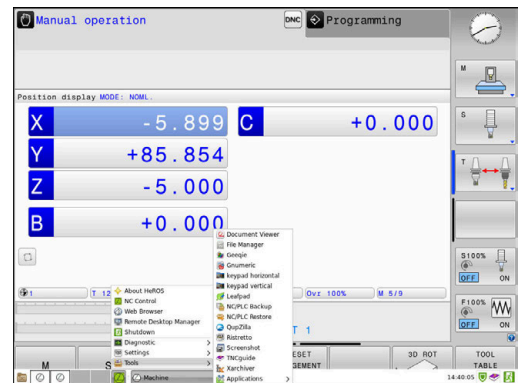 Manual operation
DNC
Programming
Position display MODE: NOML.
X -5.899
C +0.000
Y +85.854
Z -5.000
B +0.000
M
S
T
S100%
OFF ON
F100%
OFF ON
1
T 12
Ovr 100%
M 5/9
T 1
About HeROS
NC Control
Web Browser
Remote Desktop Manager
Shutdown
Diagnostic
Settings
Tools
Document Viewer
File Manager
Geeqie
Gnumeric
keypad horizontal
keypad vertical
Leafpad
NC/PLC Backup
NC/PLC Restore
QupZilla
Ristretto
Screenshot
TNCguide
Xarchiver
Applications
M
S
3D ROT
TOOL
TABLE
Machine
14:40:05